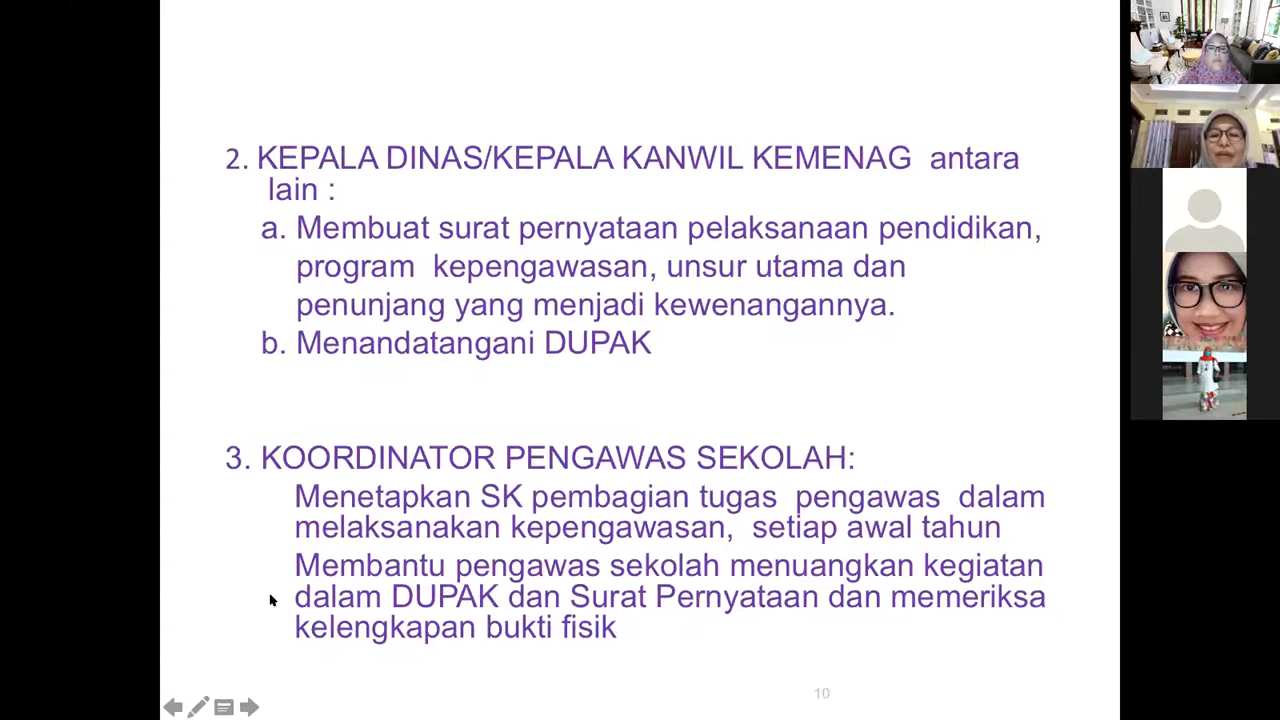 2. KEPALA DINAS/KEPALA KANWIL KEMENAG antara
lain :
a. Membuat surat pernyataan pelaksanaan pendidikan,
program kepengawasan, unsur utama dan
penunjang yang menjadi kewenangannya.
b. Menandatangani DUPAK
3. KOORDINATOR PENGAWAS SEKOLAH:
Menetapkan SK pembagian tugas pengawas dalam
melaksanakan kepengawasan, setiap awal tahun
Membantu pengawas sekolah menuangkan kegiatan
dalam DUPAK dan Surat Pernyataan dan memeriksa
kelengkapan bukti fisik
10